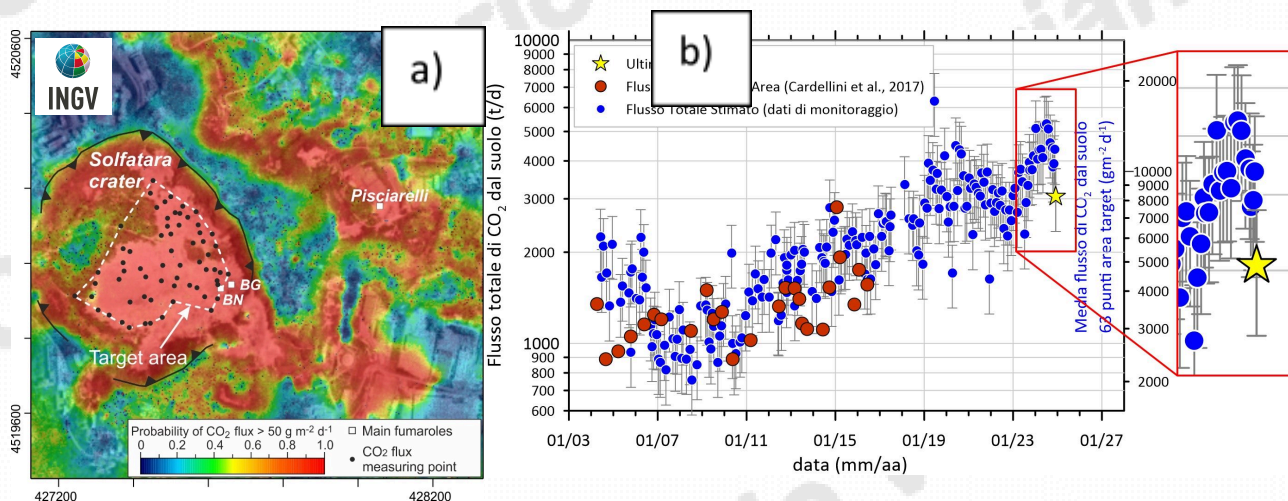 INGV
a)
4520600
4519600
427200
428200
Solfatara
crater
Pisciarelli
BG
BN
Target area
Probability of CO2 flux > 50 g m-2 d-1
0 0.2 0.4 0.6 0.8 1.0
Main fumaroles
CO2 flux
measuring point
b)
Flusso totale di CO2 dal suolo (t/d)
10000
9000
8000
7000
6000
5000
4000
3000
2000
1000
900
800
700
600
Area (Cardellini et al., 2017)
Flusso Totale Stimato (dati di monitoraggio)
01/03 01/07 01/11 01/15 01/19 01/23 01/27
data (mm/aa)
Media flusso di CO2 dal suolo
63 punti area target (gm-2 d-1)
20000
10000
9000
8000
7000
6000
5000
4000
3000
2000